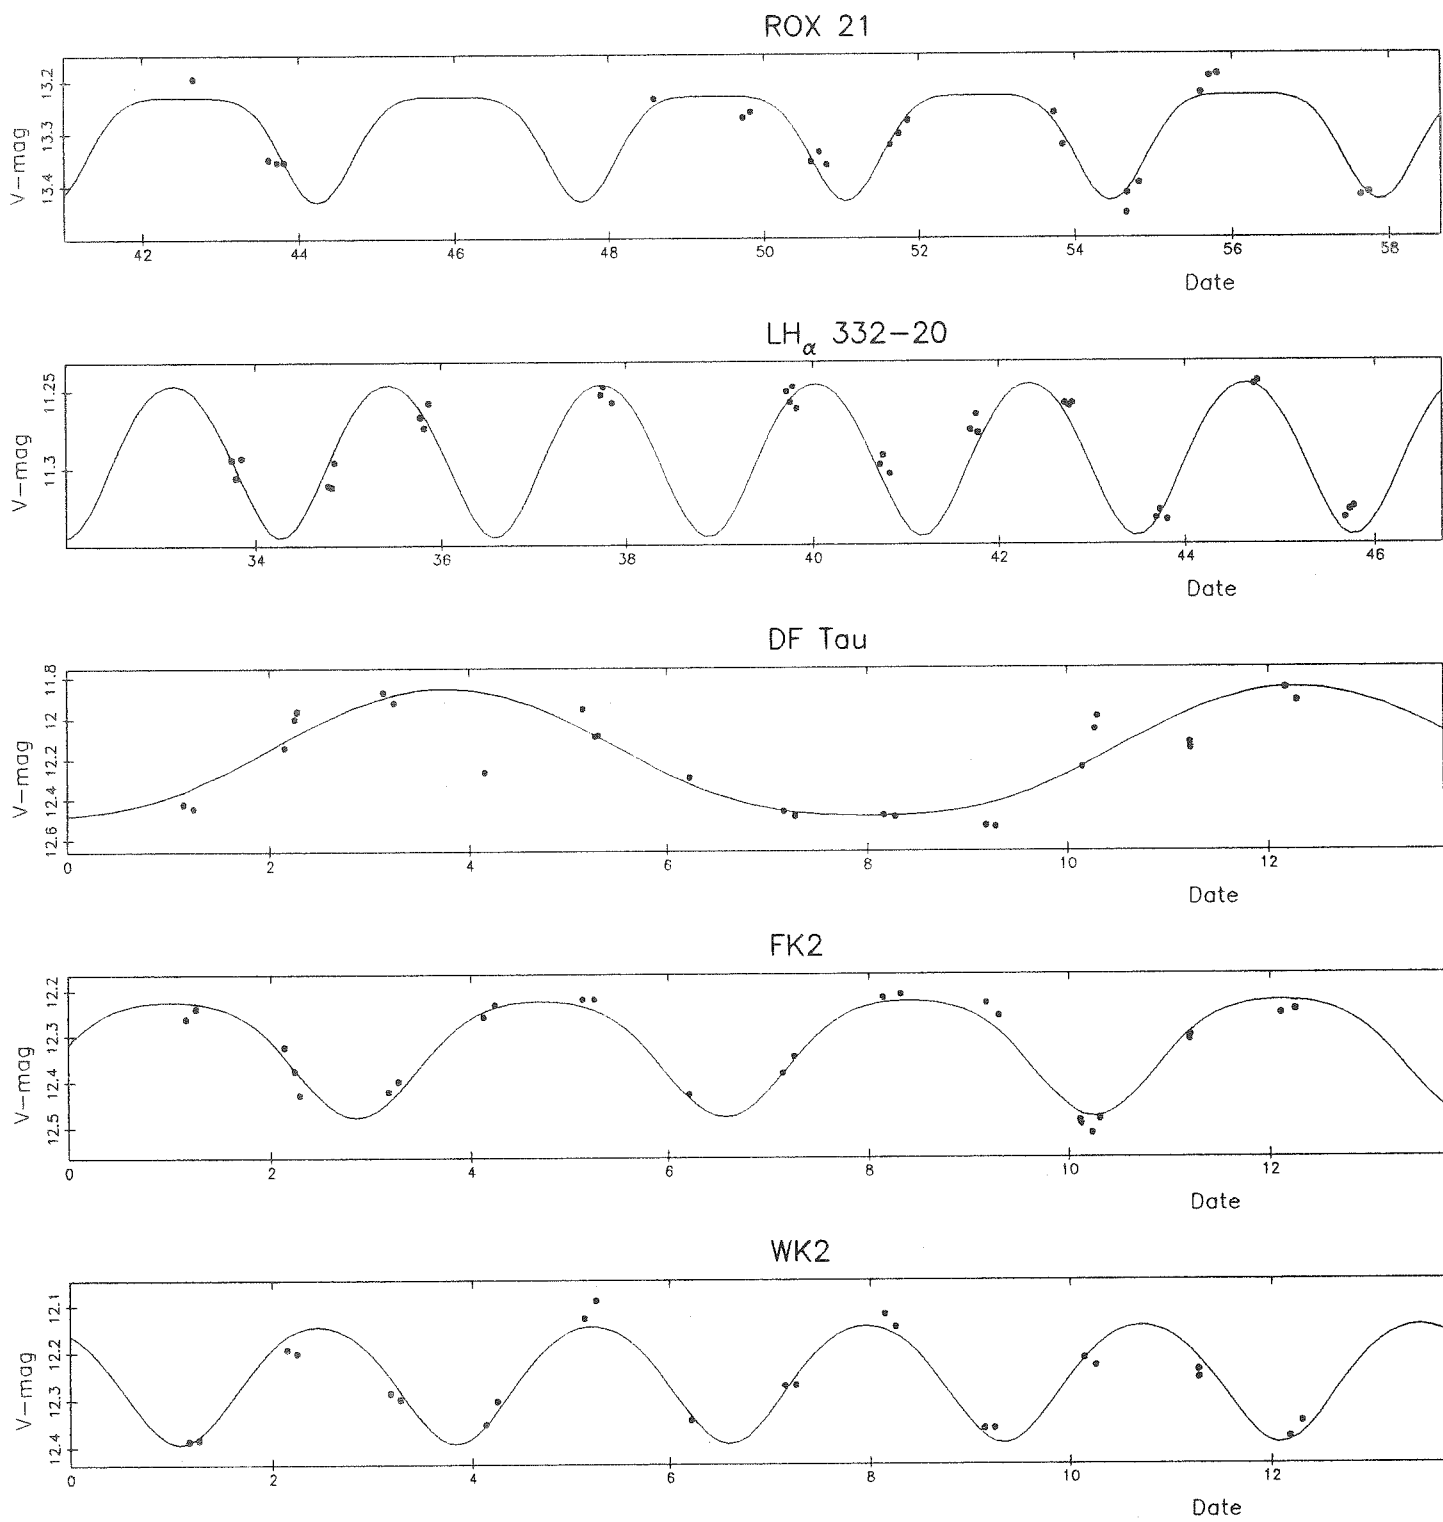 ROX 21
V-mag
13.2
13.3
13.4
42 44 46 48 50 52 54 56 58
Date
LHα 332-20
V-mag
11.25
11.3
34 36 38 40 42 44 46
Date
DF Tau
V-mag
11.8
12
12.2
12.4
12.6
0 2 4 6 8 10 12
Date
FK2
V-mag
12.2
12.3
12.4
12.5
0 2 4 6 8 10 12
Date
WK2
V-mag
12.1
12.2
12.3
12.4
0 2 4 6 8 10 12
Date